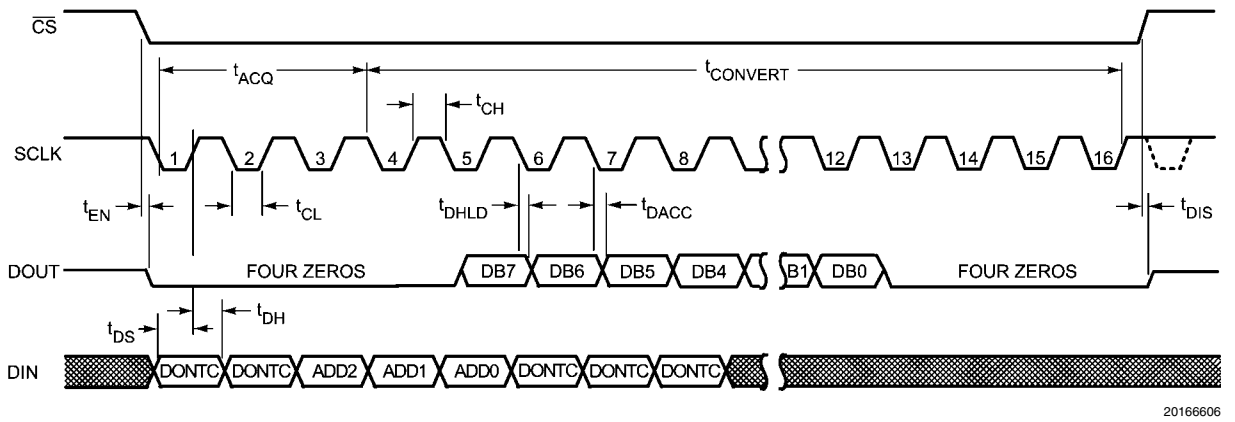 CS
tACQ
tCONVERT
tCH
SCLK
1 2 3 4 5 6 7 8 12 13 14 15 16
tEN
tCL
tDHLD
tDACC
tDIS
DOUT
FOUR ZEROS
DB7 DB6 DB5 DB4 B1 DB0
FOUR ZEROS
tDS
tDH
DIN
DONTC DONTC ADD2 ADD1 ADD0 DONTC DONTC DONTC
20166606